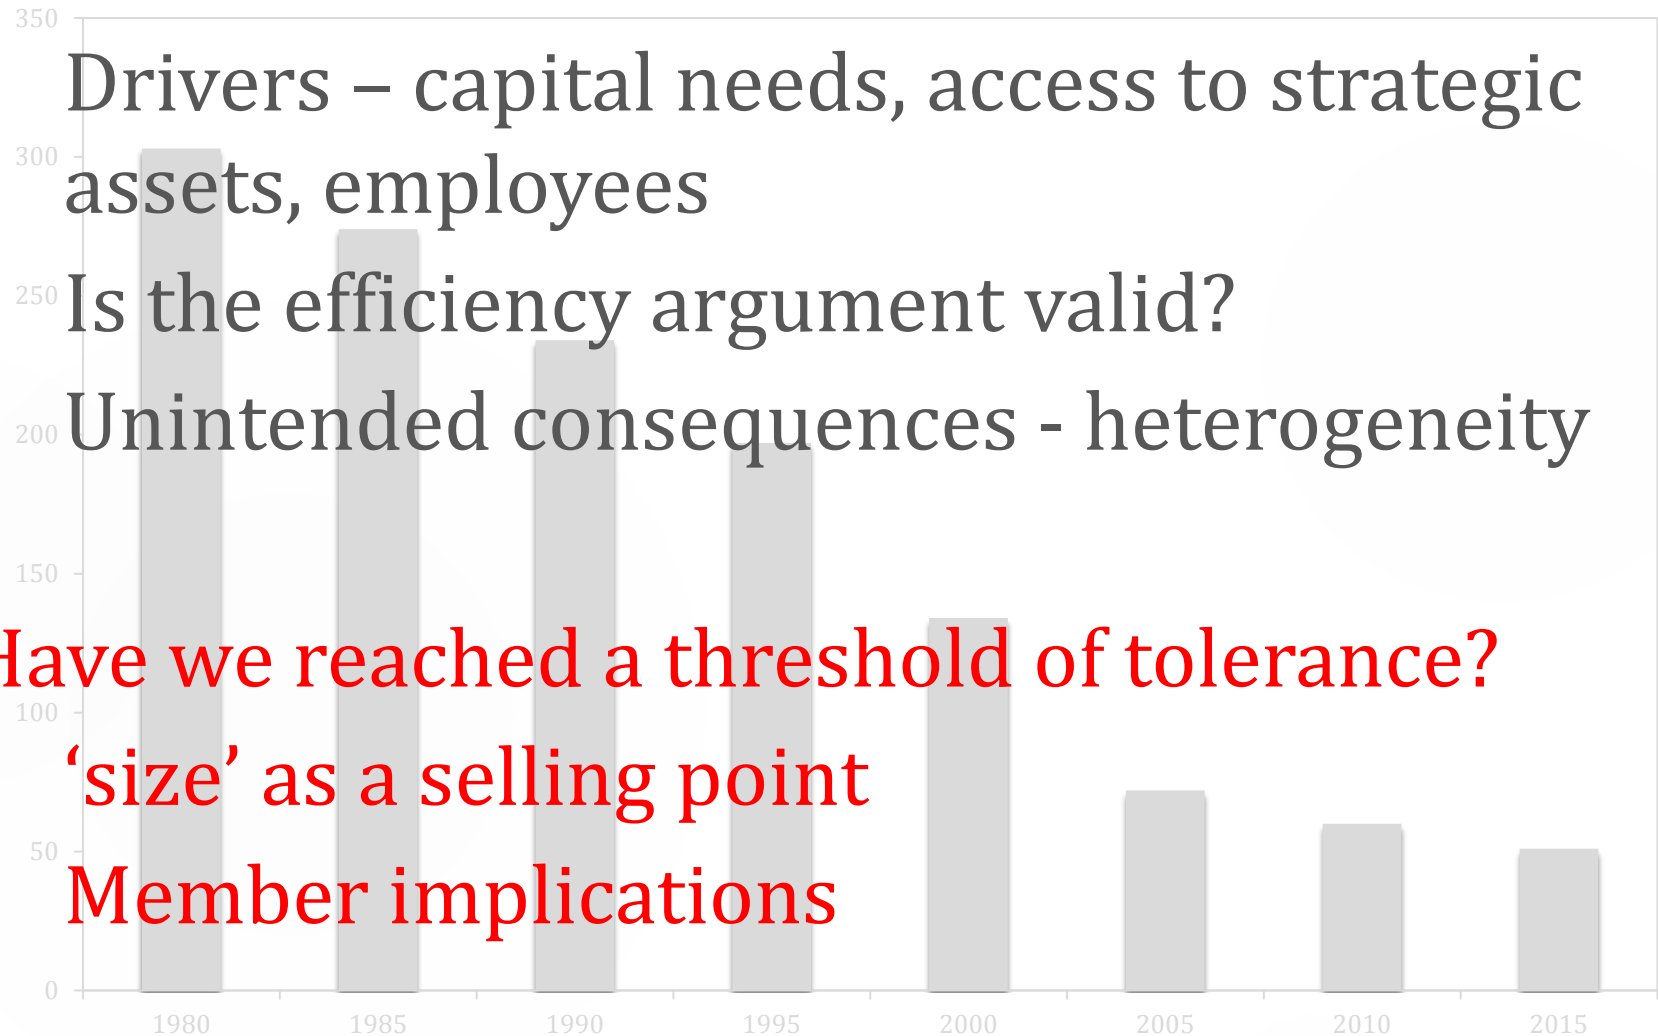 350
Drivers – capital needs, access to strategic
300
assets, employees
250
Is the efficiency argument valid?
200
Unintended consequences - heterogeneity
150
Have we reached a threshold of tolerance?
100
‘size’ as a selling point
50
Member implications
0
1980 1985 1990 1995 2000 2005 2010 2015